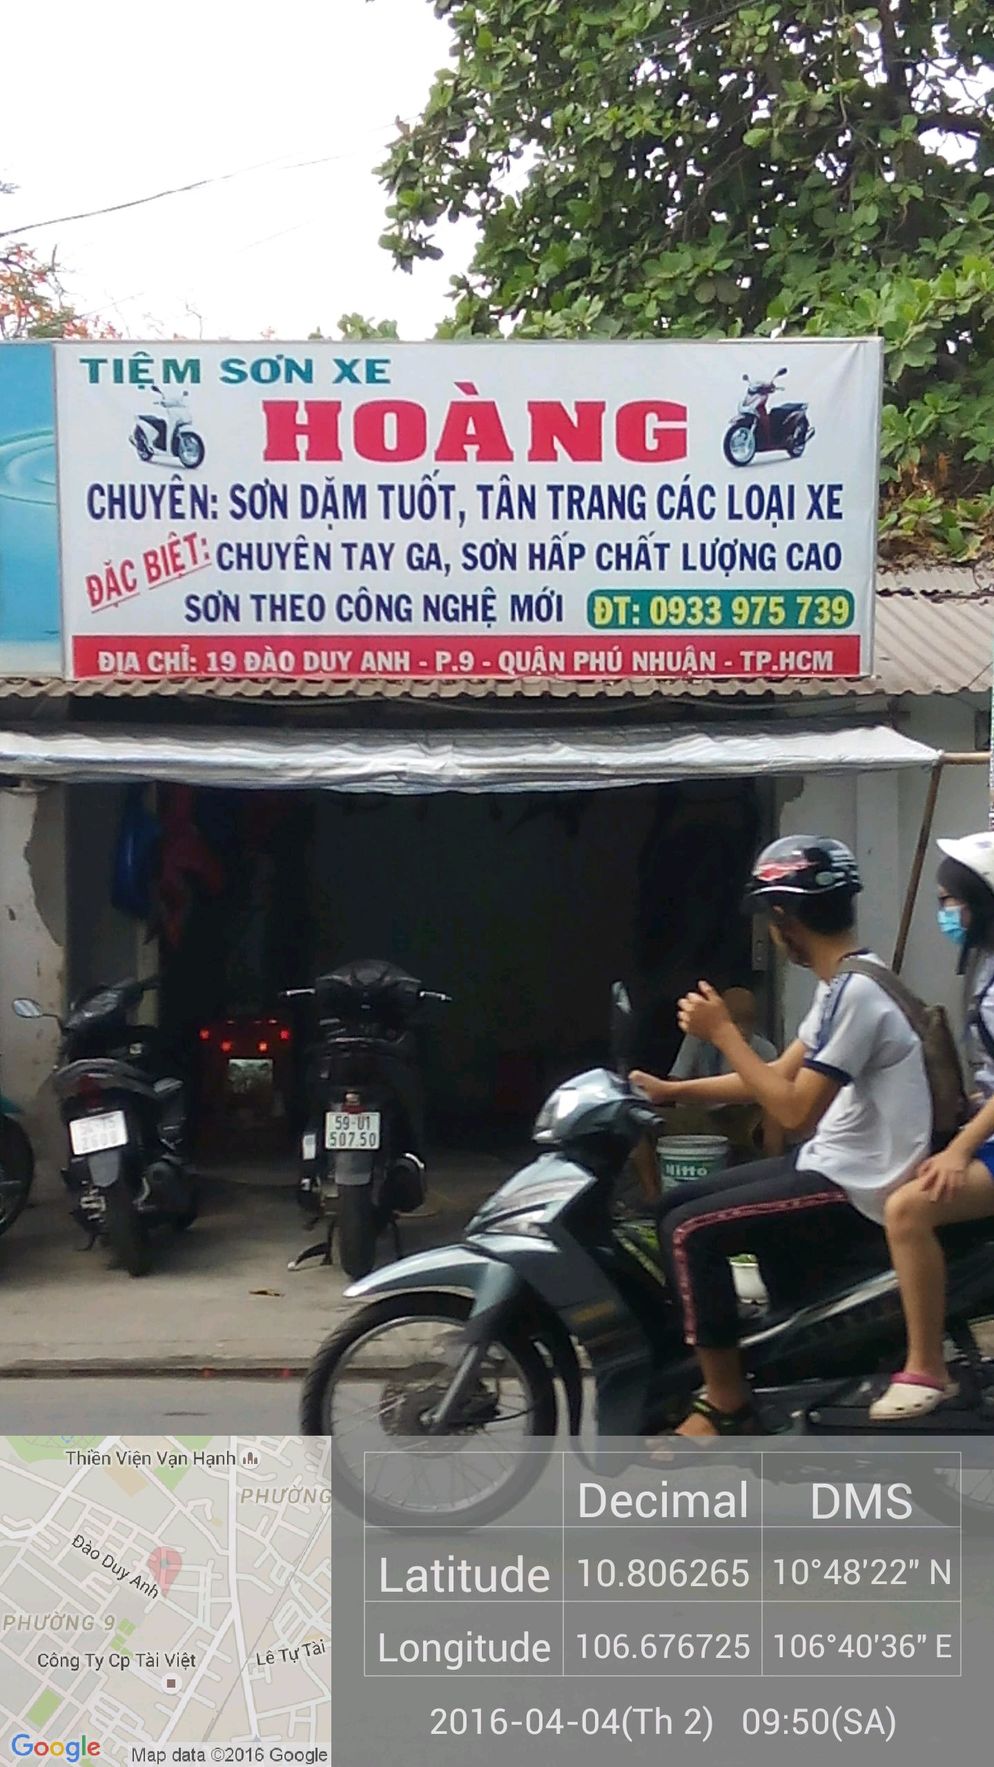 TIỆM SƠN XE
HOÀNG
CHUYÊN: SƠN DẶM TUỐT, TÂN TRANG CÁC LOẠI XE
ĐẶC BIỆT: CHUYÊN TAY GA, SƠN HẤP CHẤT LƯỢNG CAO
SƠN THEO CÔNG NGHỆ MỚI ĐT: 0933 975 739
ĐỊA CHỈ: 19 ĐÀO DUY ANH - P.9 - QUẬN PHÚ NHUẬN - TP.HCM
59-U1
507.50
Nitto
Thiền Viện Vạn Hạnh
PHƯỜNG
Đào Duy Anh
PHƯỜNG 9
Công Ty Cp Tài Việt
Lê Tự Tài
Google
Map data ©2016 Google
Decimal DMS
Latitude 10.806265 10°48'22" N
Longitude 106.676725 106°40'36" E
2016-04-04(Th 2) 09:50(SA)